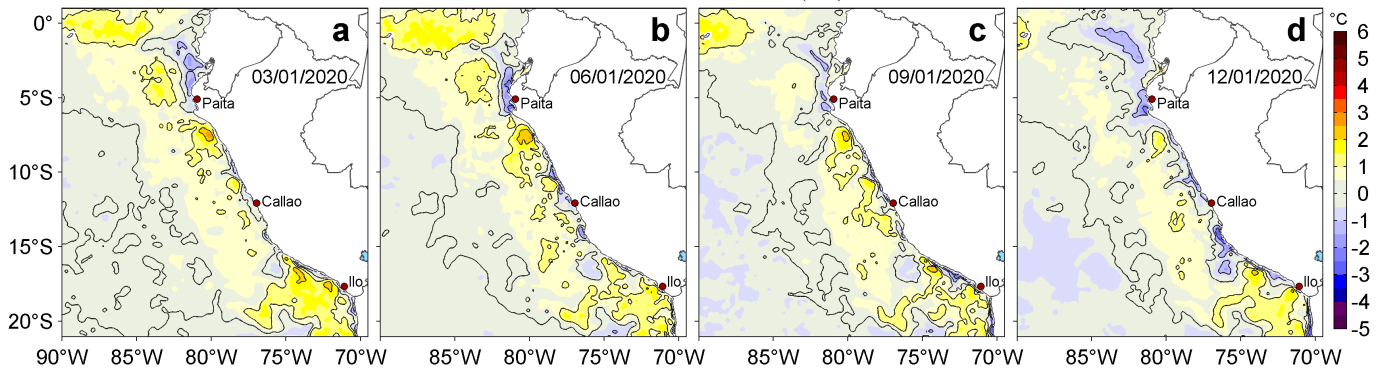 a
03/01/2020
Paita
Callao
Ilo
b
06/01/2020
Paita
Callao
Ilo
c
09/01/2020
Paita
Callao
Ilo
d
12/01/2020
Paita
Callao
Ilo
0°
5°S
10°S
15°S
20°S
90°W
85°W
80°W
75°W
70°W
85°W
80°W
75°W
70°W
85°W
80°W
75°W
70°W
85°W
80°W
75°W
70°W
°C
6
5
4
3
2
1
0
-1
-2
-3
-4
-5